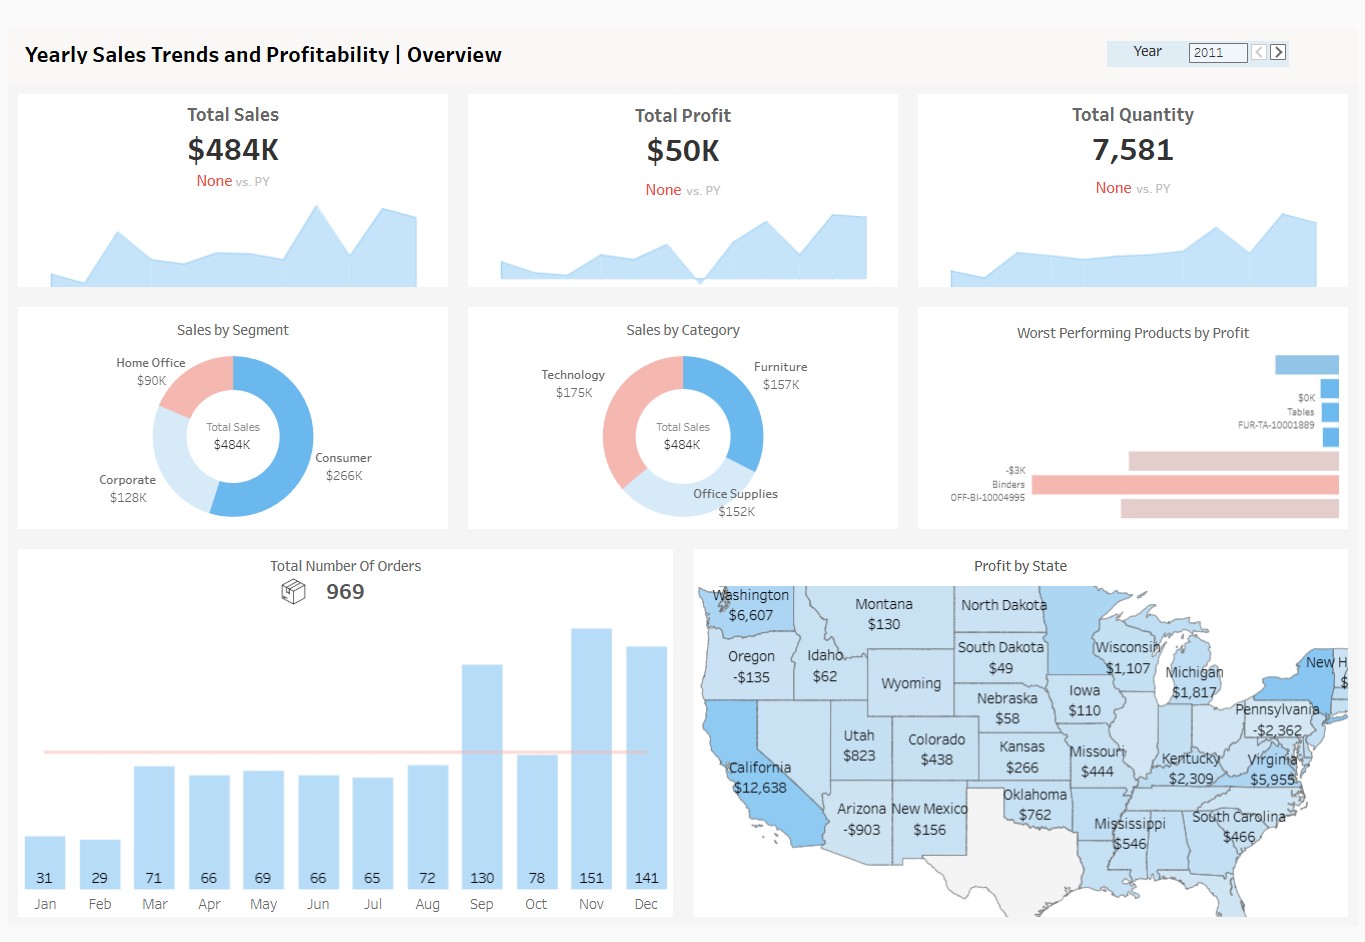 Yearly Sales Trends and Profitability | Overview
Year 2011
Total Sales
$484K
None vs. PY
Total Profit
$50K
None vs. PY
Total Quantity
7,581
None vs. PY
Sales by Segment
Home Office
$90K
Total Sales
$484K
Consumer
$266K
Corporate
$128K
Sales by Category
Technology
$175K
Furniture
$157K
Total Sales
$484K
Office Supplies
$152K
Worst Performing Products by Profit
$0K
Tables
FUR-TA-10001889
-$3K
Binders
OFF-BI-10004995
Total Number Of Orders
969
31 29 71 66 69 66 65 72 130 78 151 141
Jan Feb Mar Apr May Jun Jul Aug Sep Oct Nov Dec
Profit by State
Washington
$6,607
Montana
$130
North Dakota
Oregon
-$135
Idaho
$62
South Dakota
$49
Wisconsin
$1,107
Michigan
$1,817
New H
$
Wyoming
Nebraska
$58
Iowa
$110
Pennsylvania
-$2,362
Utah
$823
Colorado
$438
Kansas
$266
Missouri
$444
Kentucky
$2,309
Virginia
$5,955
California
$12,638
Arizona
-$903
New Mexico
$156
Oklahoma
$762
Mississippi
$546
South Carolina
$466